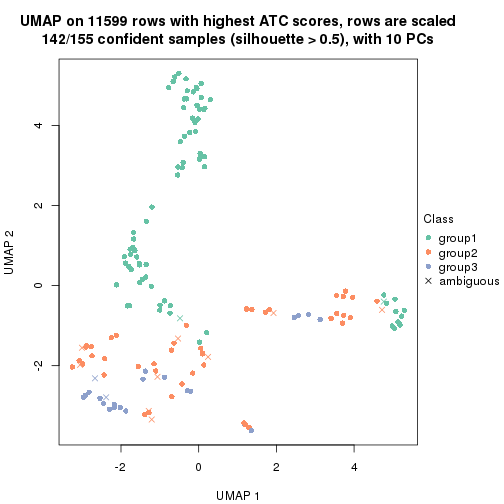 UMAP on 11599 rows with highest ATC scores, rows are scaled
142/155 confident samples (silhouette > 0.5), with 10 PCs
UMAP 2
4
2
0
-2
-2
0
2
4
UMAP 1
Class
group1
group2
group3
ambiguous